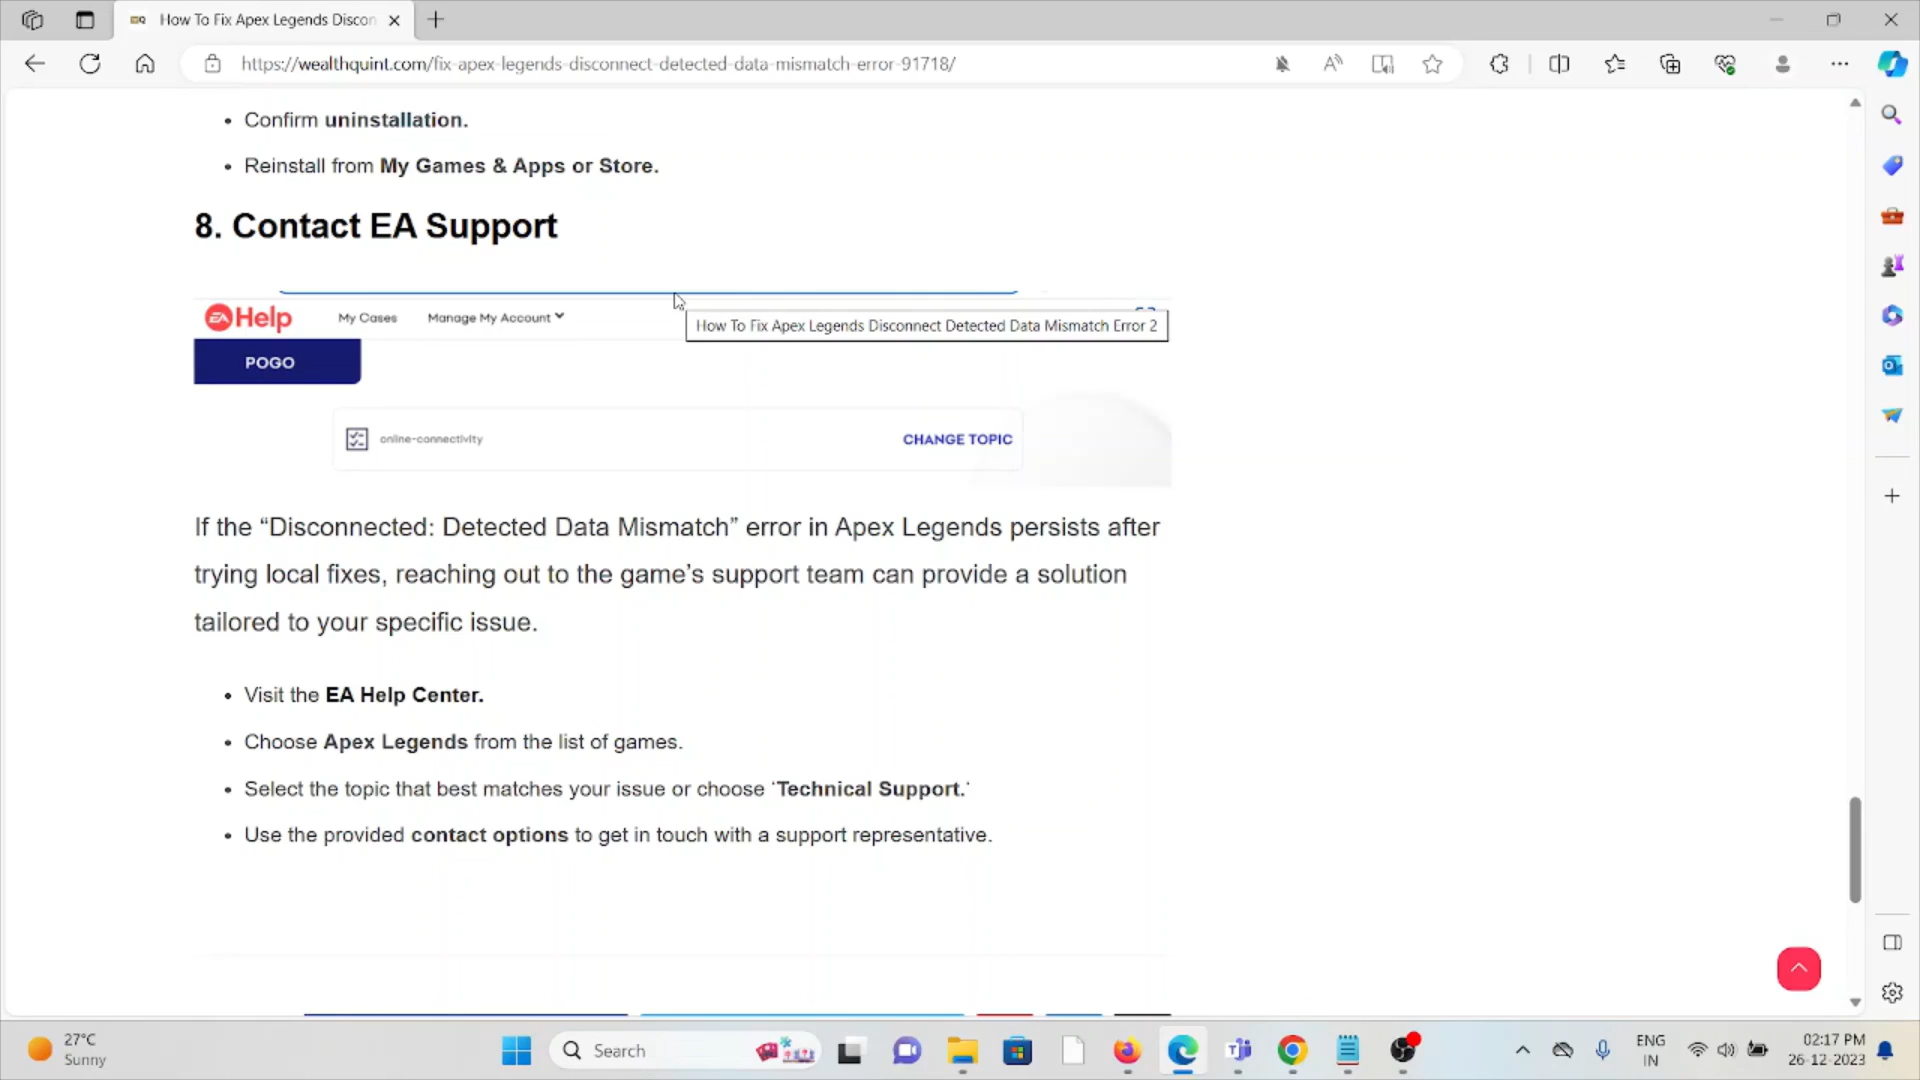 How To Fix Apex Legends Discon
https://wealthquint.com/fix-apex-legends-disconnect-detected-data-mismatch-error-91718/
• Confirm uninstallation.
• Reinstall from My Games & Apps or Store.
8. Contact EA Support
EA Help My Cases Manage My Account
How To Fix Apex Legends Disconnect Detected Data Mismatch Error 2
POGO
online-connectivity CHANGE TOPIC
If the “Disconnected: Detected Data Mismatch” error in Apex Legends persists after
trying local fixes, reaching out to the game’s support team can provide a solution
tailored to your specific issue.
• Visit the EA Help Center.
• Choose Apex Legends from the list of games.
• Select the topic that best matches your issue or choose ‘Technical Support.‘
• Use the provided contact options to get in touch with a support representative.
27°C
Sunny
Search
ENG
IN
02:17 PM
26-12-2023